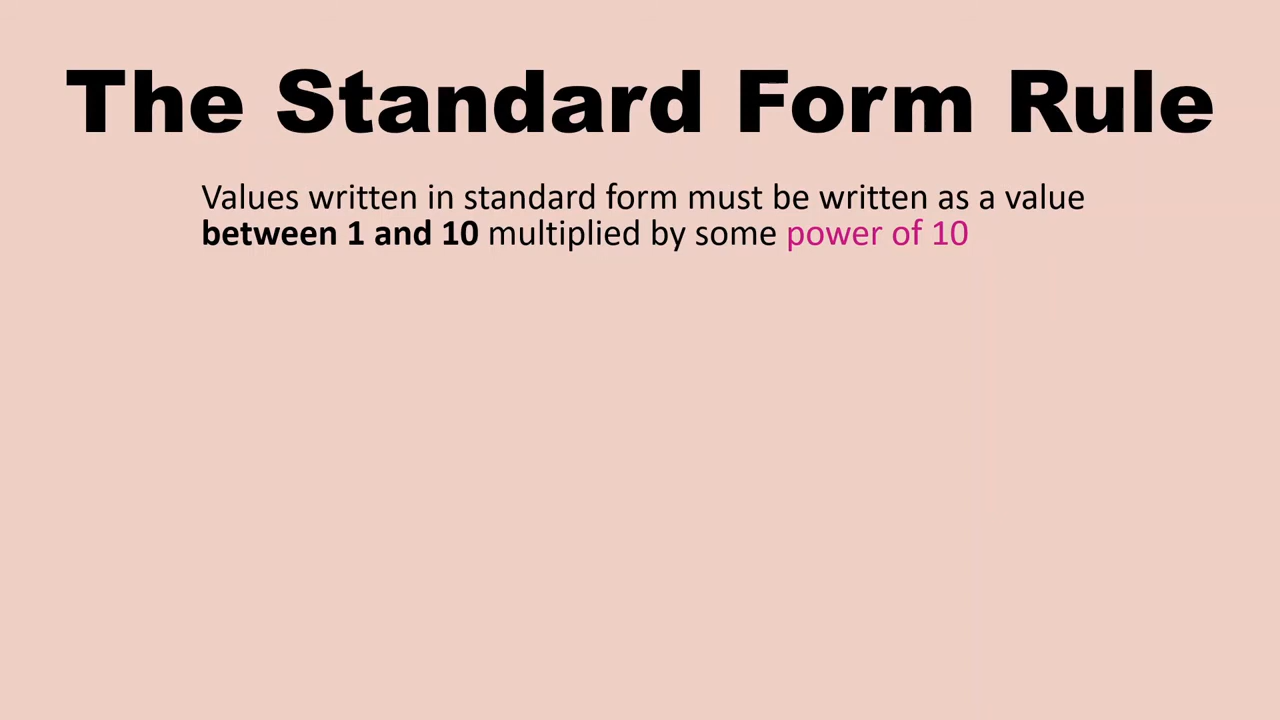 The Standard Form Rule
Values written in standard form must be written as a value
between 1 and 10 multiplied by some power of 10